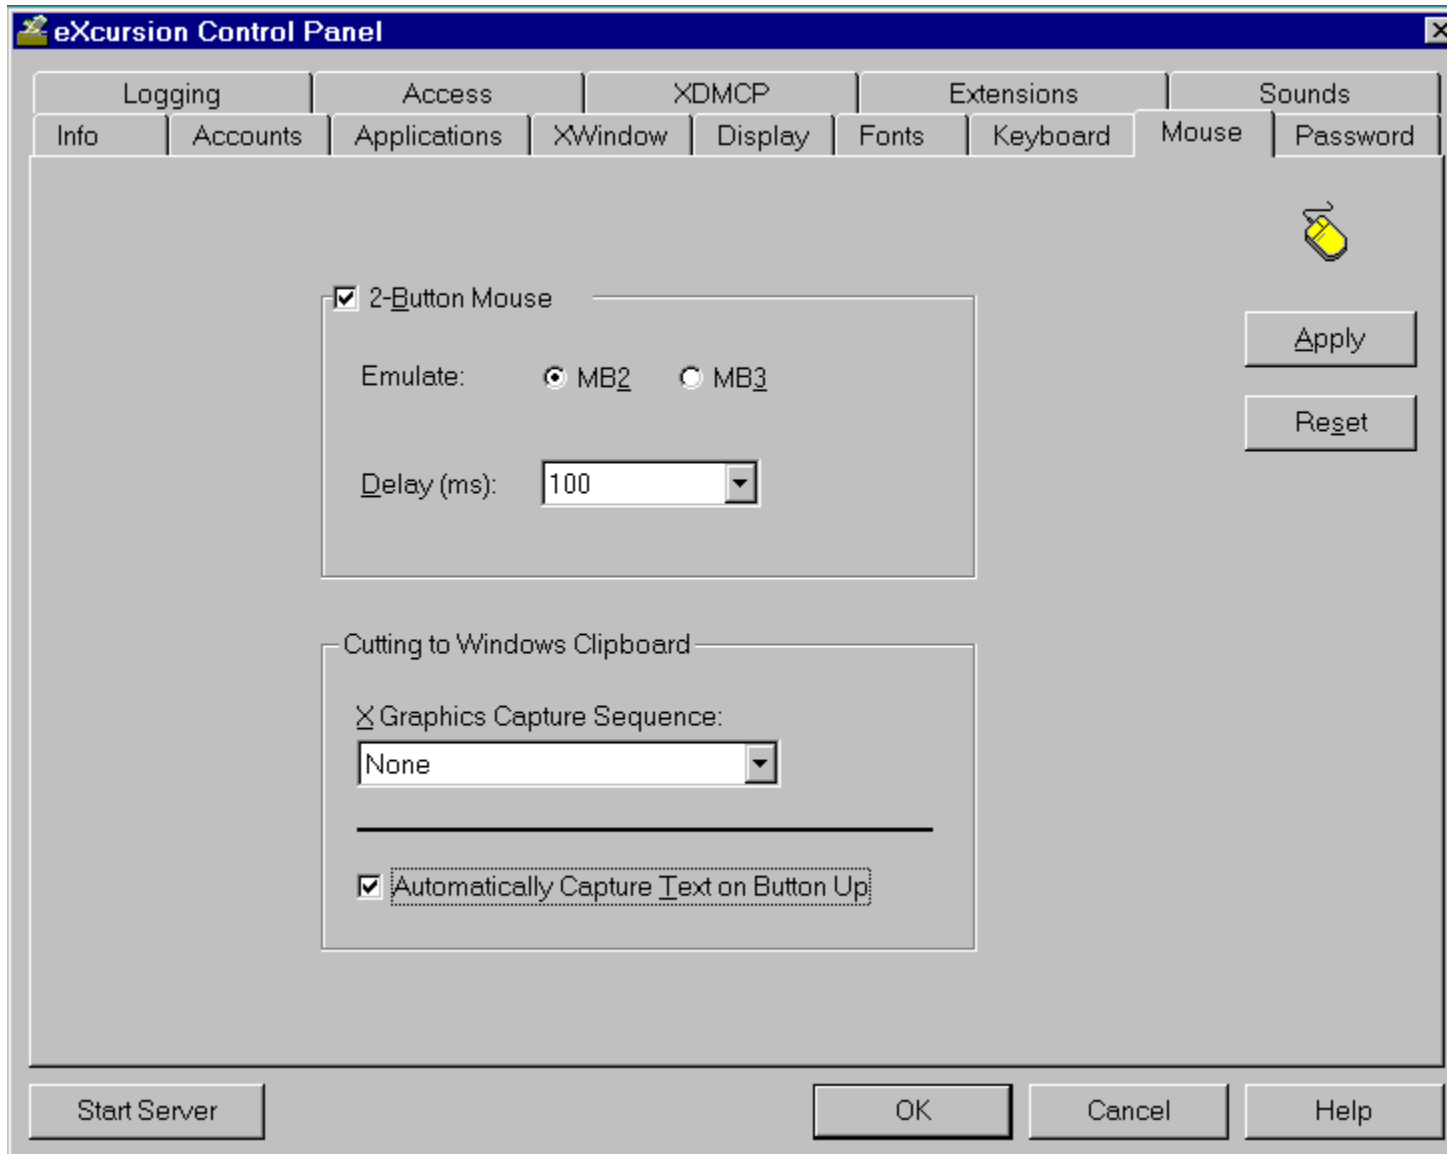 eXcursion Control Panel
Logging Access XDMCP Extensions Sounds
Info Accounts Applications XWindow Display Fonts Keyboard Mouse Password
2-Button Mouse
Apply
Emulate: MB2 MB3
Reset
Delay (ms): 100
Cutting to Windows Clipboard
X Graphics Capture Sequence:
None
Automatically Capture Text on Button Up
Start Server OK Cancel Help